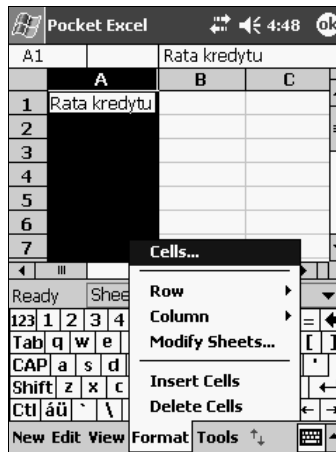 Pocket Excel 4:48 ok
A1 Rata kredytu
A B C
1 Rata kredytu
2
3
4
5
6
7
Cells...
Row
Column
Modify Sheets...
Insert Cells
Delete Cells
Ready Shee
123 1 2 3 4 =
Tab q w e [ ]
CAP a s d '
Shift z x c
Ctl áü ` \
New Edit View Format Tools